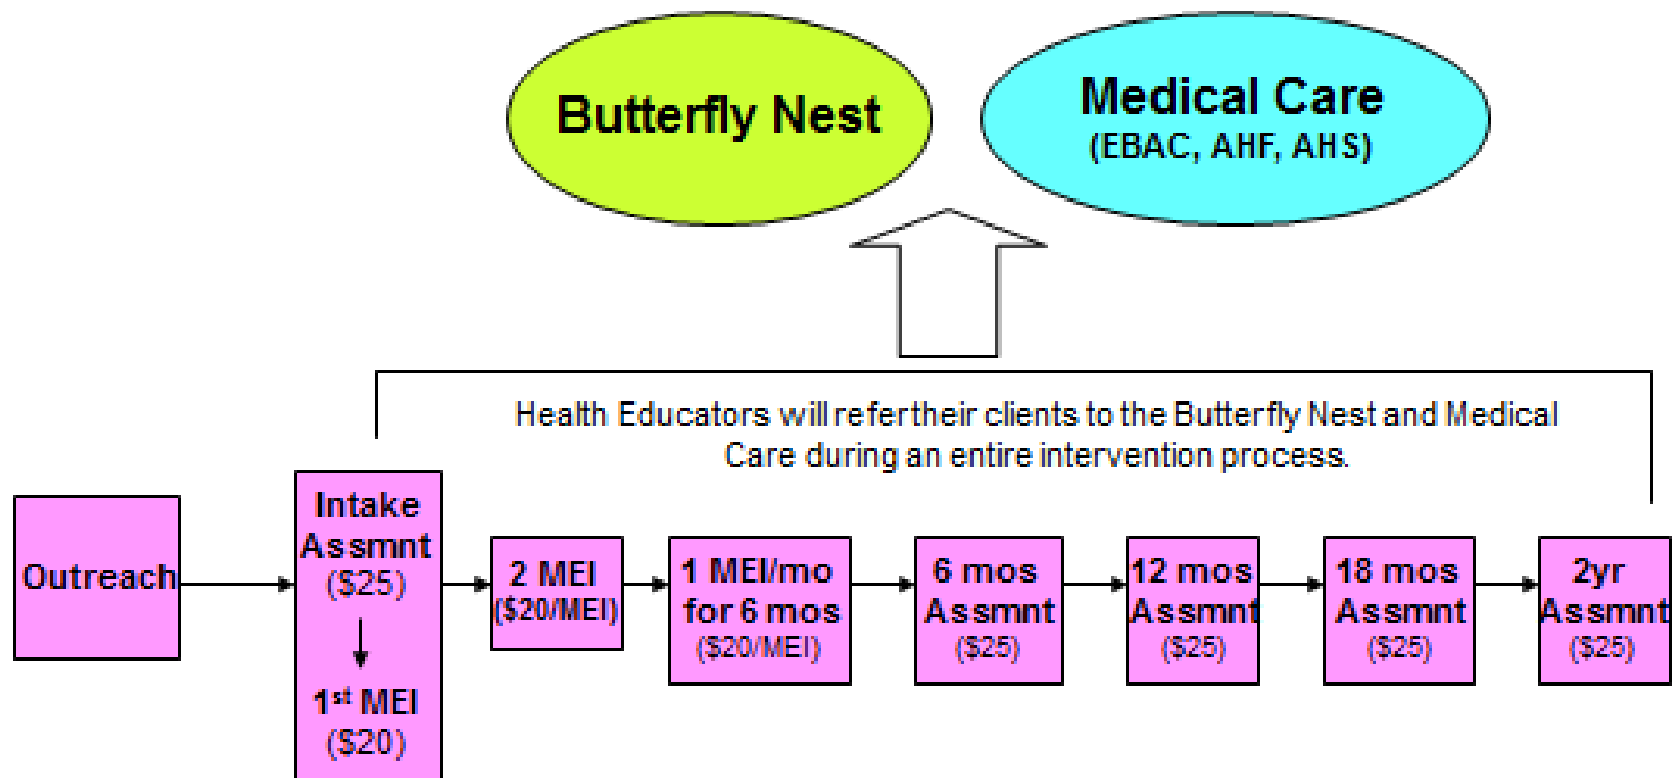 Butterfly Nest
Medical Care
(EBAC, AHF, AHS)
Health Educators will refertheir clients to the Butterfly Nest and Medical
Care during an entire intervention process.
Outreach
Intake
Assmnt
($25)
1st MEI
($20)
2 MEI
($20/MEI)
1 MEI/mo
for 6 mos
($20/MEI)
6 mos
Assmnt
($25)
12 mos
Assmnt
($25)
18 mos
Assmnt
($25)
2yr
Assmnt
($25)